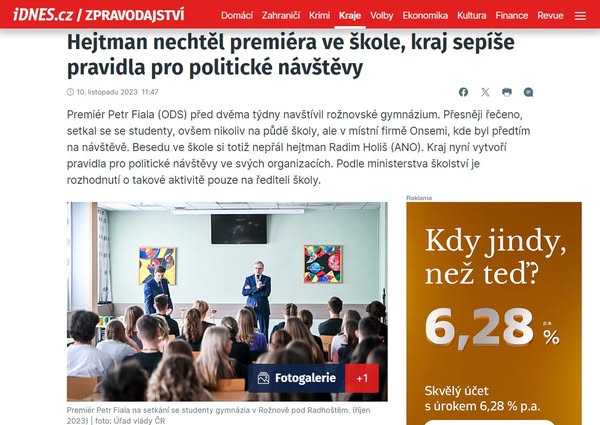 iDNES.cz / ZPRAVODAJSTVÍ
Domácí Zahraničí Krimi Kraje Volby Ekonomika Kultura Finance Revue
Hejtman nechtěl premiéra ve škole, kraj sepíše
pravidla pro politické návštěvy
10. listopadu 2023 11:47
Premiér Petr Fiala (ODS) před dvěma týdny navštívil rožnovské gymnázium. Přesněji řečeno,
setkal se se studenty, ovšem nikoliv na půdě školy, ale v místní firmě Onsemi, kde byl předtím
na návštěvě. Besedu ve škole si totiž nepřál hejtman Radim Holiš (ANO). Kraj nyní vytvoří
pravidla pro politické návštěvy ve svých organizacích. Podle ministerstva školství je
rozhodnutí o takové aktivitě pouze na řediteli školy.
Reklama
Kdy jindy,
než teď?
6,28 p.a. %
Skvělý účet
s úrokem 6,28 % p.a.
Fotogalerie +1
Premiér Petr Fiala na setkání se studenty gymnázia v Rožnově pod Radhoštěm. (říjen
2023) | foto: Úřad vlády ČR